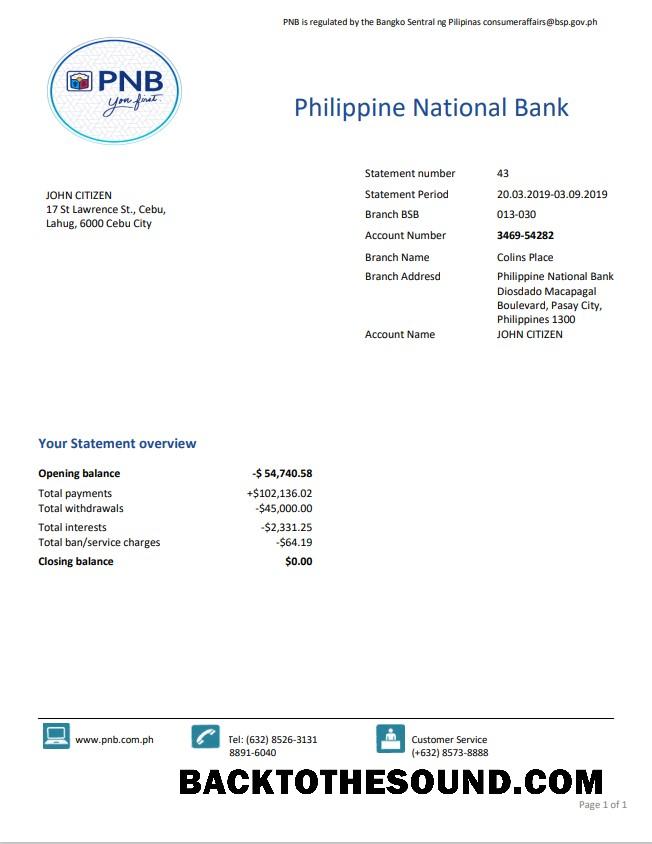 PNB is regulated by the Bangko Sentral ng Pilipinas consumeraffairs@bsp.gov.ph
PNB
You first.
Philippine National Bank
JOHN CITIZEN
17 St Lawrence St., Cebu,
Lahug, 6000 Cebu City
Statement number 43
Statement Period 20.03.2019-03.09.2019
Branch BSB 013-030
Account Number 3469-54282
Branch Name Colins Place
Branch Addresd Philippine National Bank
Diosdado Macapagal
Boulevard, Pasay City,
Philippines 1300
Account Name JOHN CITIZEN
Your Statement overview
Opening balance -$ 54,740.58
Total payments +$102,136.02
Total withdrawals -$45,000.00
Total interests -$2,331.25
Total ban/service charges -$64.19
Closing balance $0.00
www.pnb.com.ph
Tel: (632) 8526-3131
8891-6040
Customer Service
(+632) 8573-8888
BACKTOTHESOUND.COM
Page 1 of 1